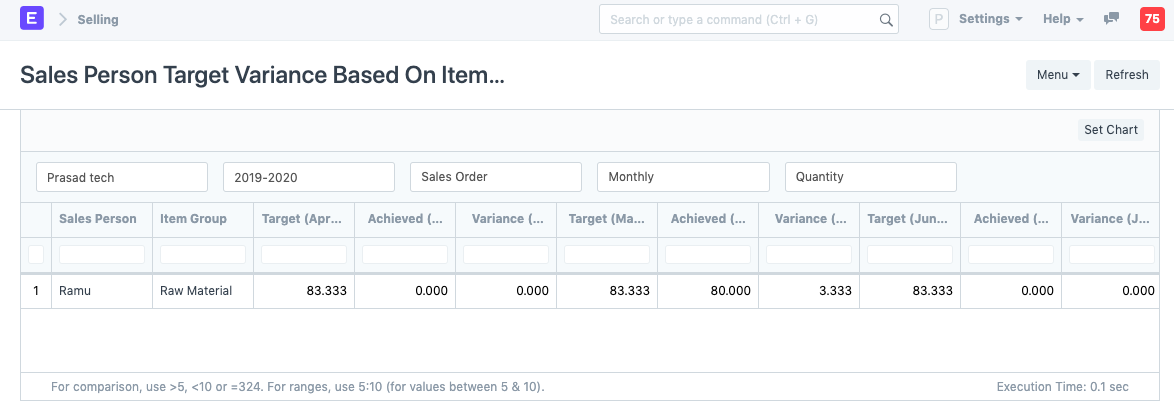 E Selling Search or type a command (Ctrl + G) P Settings Help 75
Sales Person Target Variance Based On Item... Menu Refresh
Set Chart
Prasad tech 2019-2020 Sales Order Monthly Quantity
Sales Person Item Group Target (Apr... Achieved (... Variance (... Target (Ma... Achieved (... Variance (... Target (Jun... Achieved (... Variance (J...
1 Ramu Raw Material 83.333 0.000 0.000 83.333 80.000 3.333 83.333 0.000 0.000
For comparison, use >5, <10 or =324. For ranges, use 5:10 (for values between 5 & 10). Execution Time: 0.1 sec